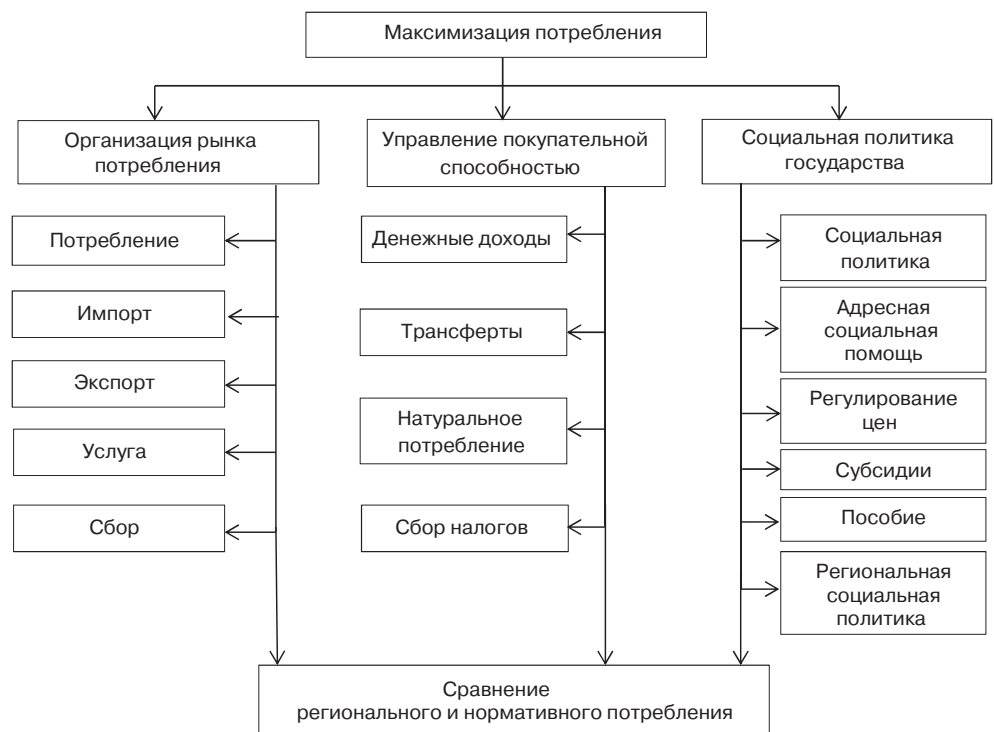 Максимизация потребления
Организация рынка
потребления
Управление покупательной
способностью
Социальная политика
государства
Потребление
Импорт
Экспорт
Услуга
Сбор
Денежные доходы
Трансферты
Натуральное
потребление
Сбор налогов
Социальная
политика
Адресная
социальная
помощь
Регулирование
цен
Субсидии
Пособие
Региональная
социальная
политика
Сравнение
регионального и нормативного потребления